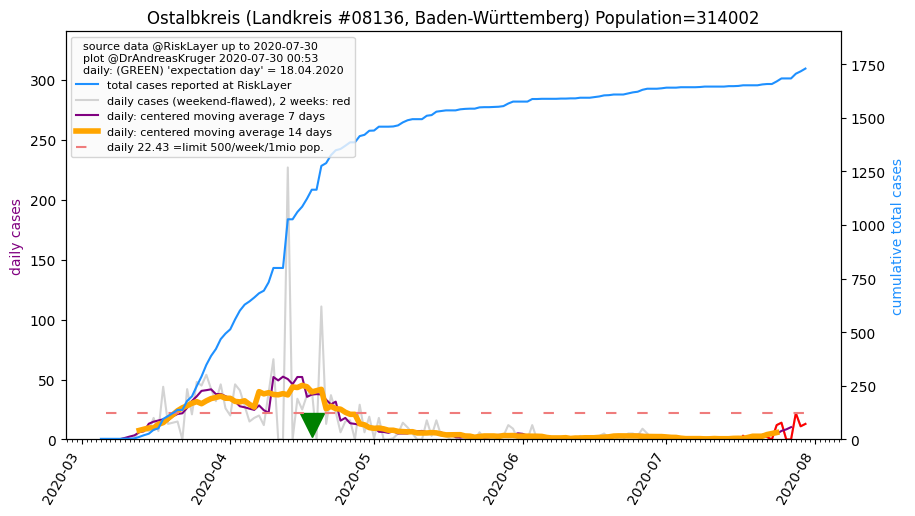 Ostalbkreis (Landkreis #08136, Baden-Württemberg) Population=314002
source data @RiskLayer up to 2020-07-30
plot @DrAndreasKruger 2020-07-30 00:53
daily: (GREEN) 'expectation day' = 18.04.2020
total cases reported at RiskLayer
daily cases (weekend-flawed), 2 weeks: red
daily: centered moving average 7 days
daily: centered moving average 14 days
daily 22.43 =limit 500/week/1mio pop.
daily cases
300
250
200
150
100
50
0
cumulative total cases
1750
1500
1250
1000
750
500
250
0
2020-03
2020-04
2020-05
2020-06
2020-07
2020-08